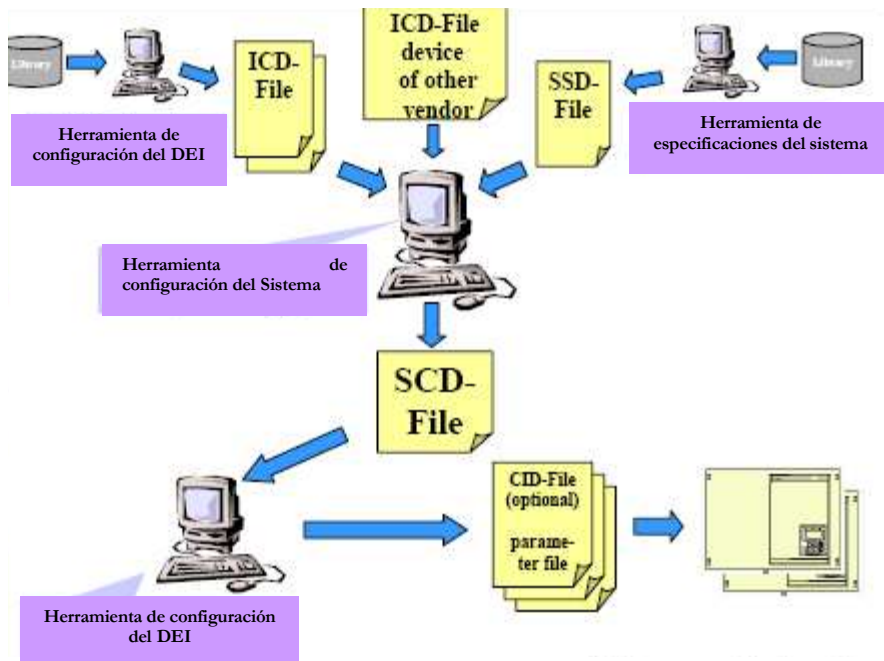 Library
ICD-
File
ICD-File
device
of other
vendor
SSD-
File
Library
Herramienta de
configuración del DEI
Herramienta de
especificaciones del sistema
Herramienta de
configuración del Sistema
SCD-
File
CID-File
(optional)
parame-
ter file
Herramienta de configuración
del DEI